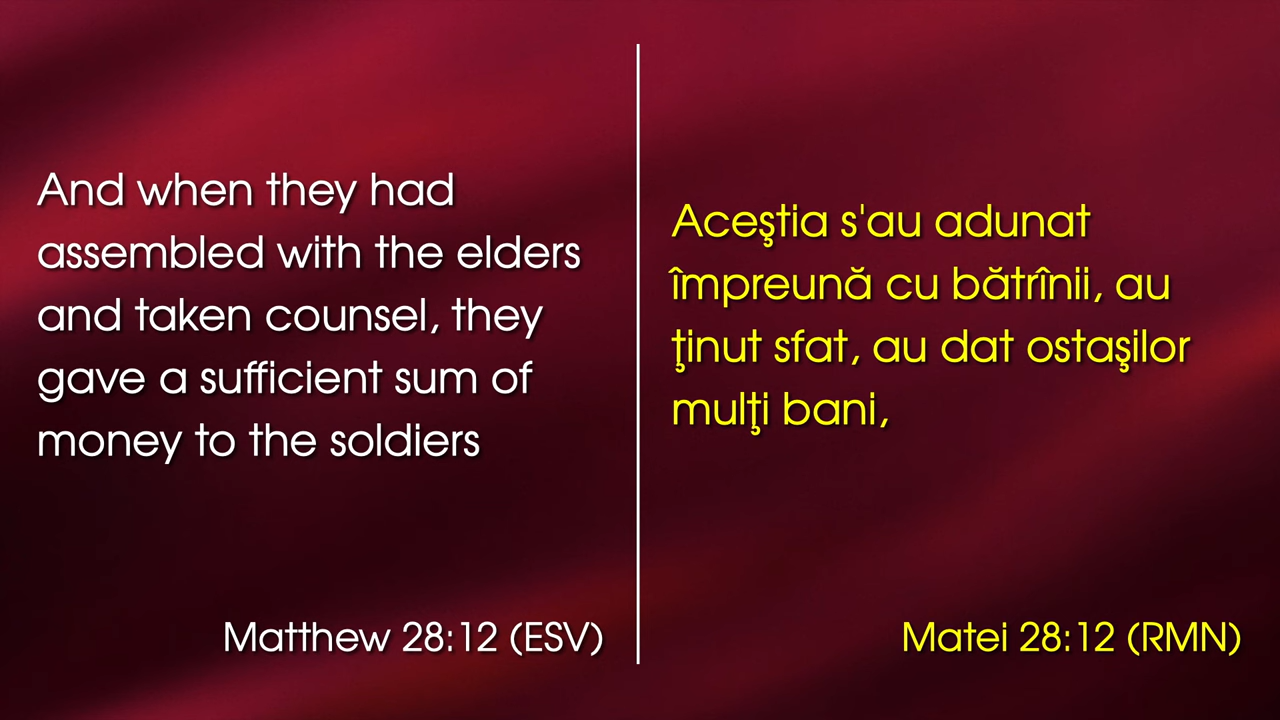 And when they had
assembled with the elders
and taken counsel, they
gave a sufficient sum of
money to the soldiers
Matthew 28:12 (ESV)
Aceştia s'au adunat
împreună cu bătrînii, au
ţinut sfat, au dat ostaşilor
mulţi bani,
Matei 28:12 (RMN)